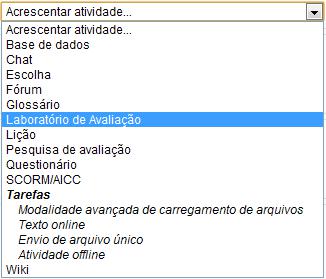 Acrescentar atividade...
Acrescentar atividade...
Base de dados
Chat
Escolha
Fórum
Glossário
Laboratório de Avaliação
Lição
Pesquisa de avaliação
Questionário
SCORM/AICC
Tarefas
Modalidade avançada de carregamento de arquivos
Texto online
Envio de arquivo único
Atividade offline
Wiki